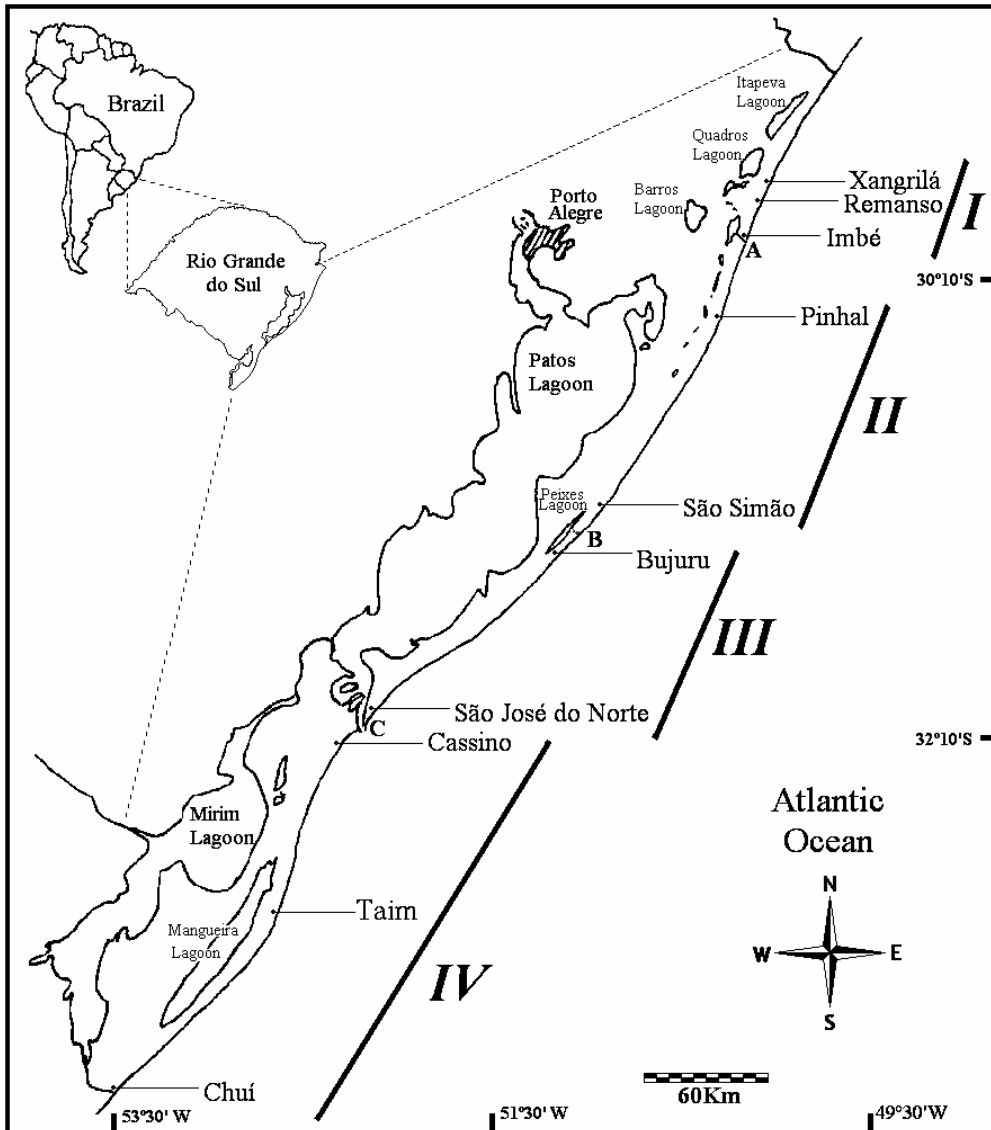 Brazil
Rio Grande
do Sul
Itapeva
Lagoon
Quadros
Lagoon
Barros
Lagoon
Porto
Alegre
Xangrilá
Remanso
I
A
Imbé
30°10'S
Pinhal
Patos
Lagoon
II
Peixes
Lagoon
São Simão
B
Bujuru
III
São José do Norte
C
Cassino
32°10'S
Mirim
Lagoon
Atlantic
Ocean
N
W
E
S
Taim
Mangueira
Lagoon
IV
Chuí
60Km
53°30' W
51°30' W
49°30'W